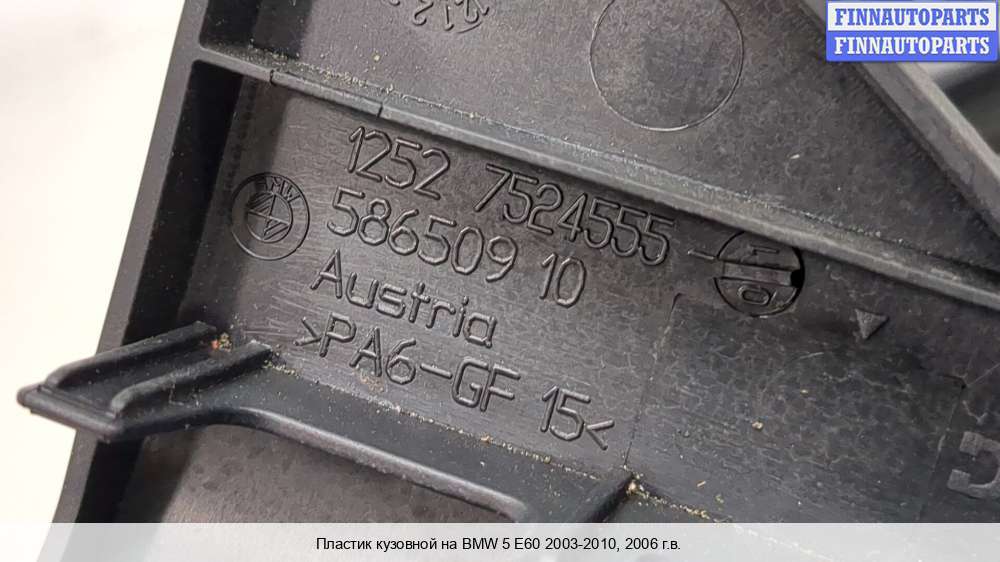 FINNAUTOPARTS
FINNAUTOPARTS
1252 7524555-
586509 10
BMW
Austria
>PA6-GF 15<
Пластик кузовной на BMW 5 E60 2003-2010, 2006 г.в.